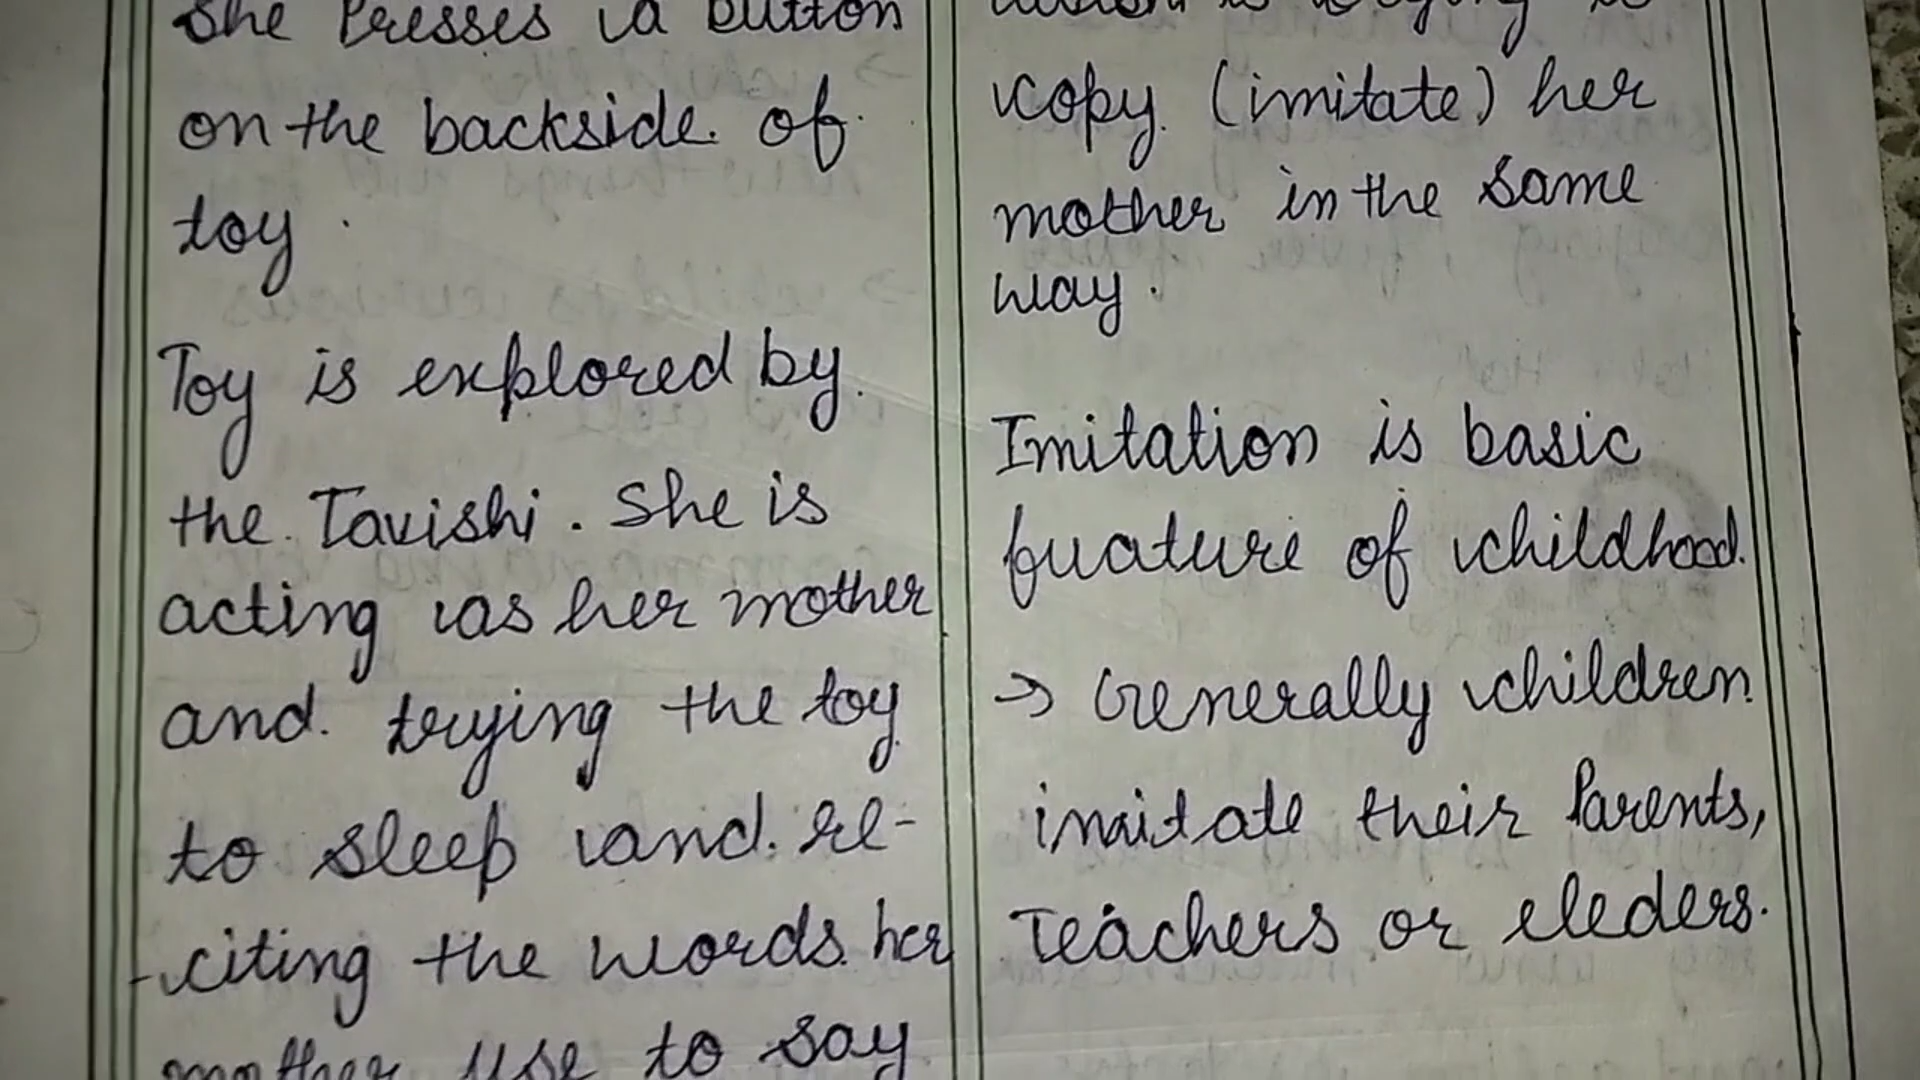 She Presses a button
on the backside of
toy.
Toy is explored by
the Tavishi. She is
acting as her mother
and trying the toy
to sleep and re-
-citing the words her
mother use to say
is trying to
copy (imitate) her
mother in the same
way.
Imitation is basic
fuature of childhood.
→ Generally children
imitate their Parents,
Teachers or eleders.